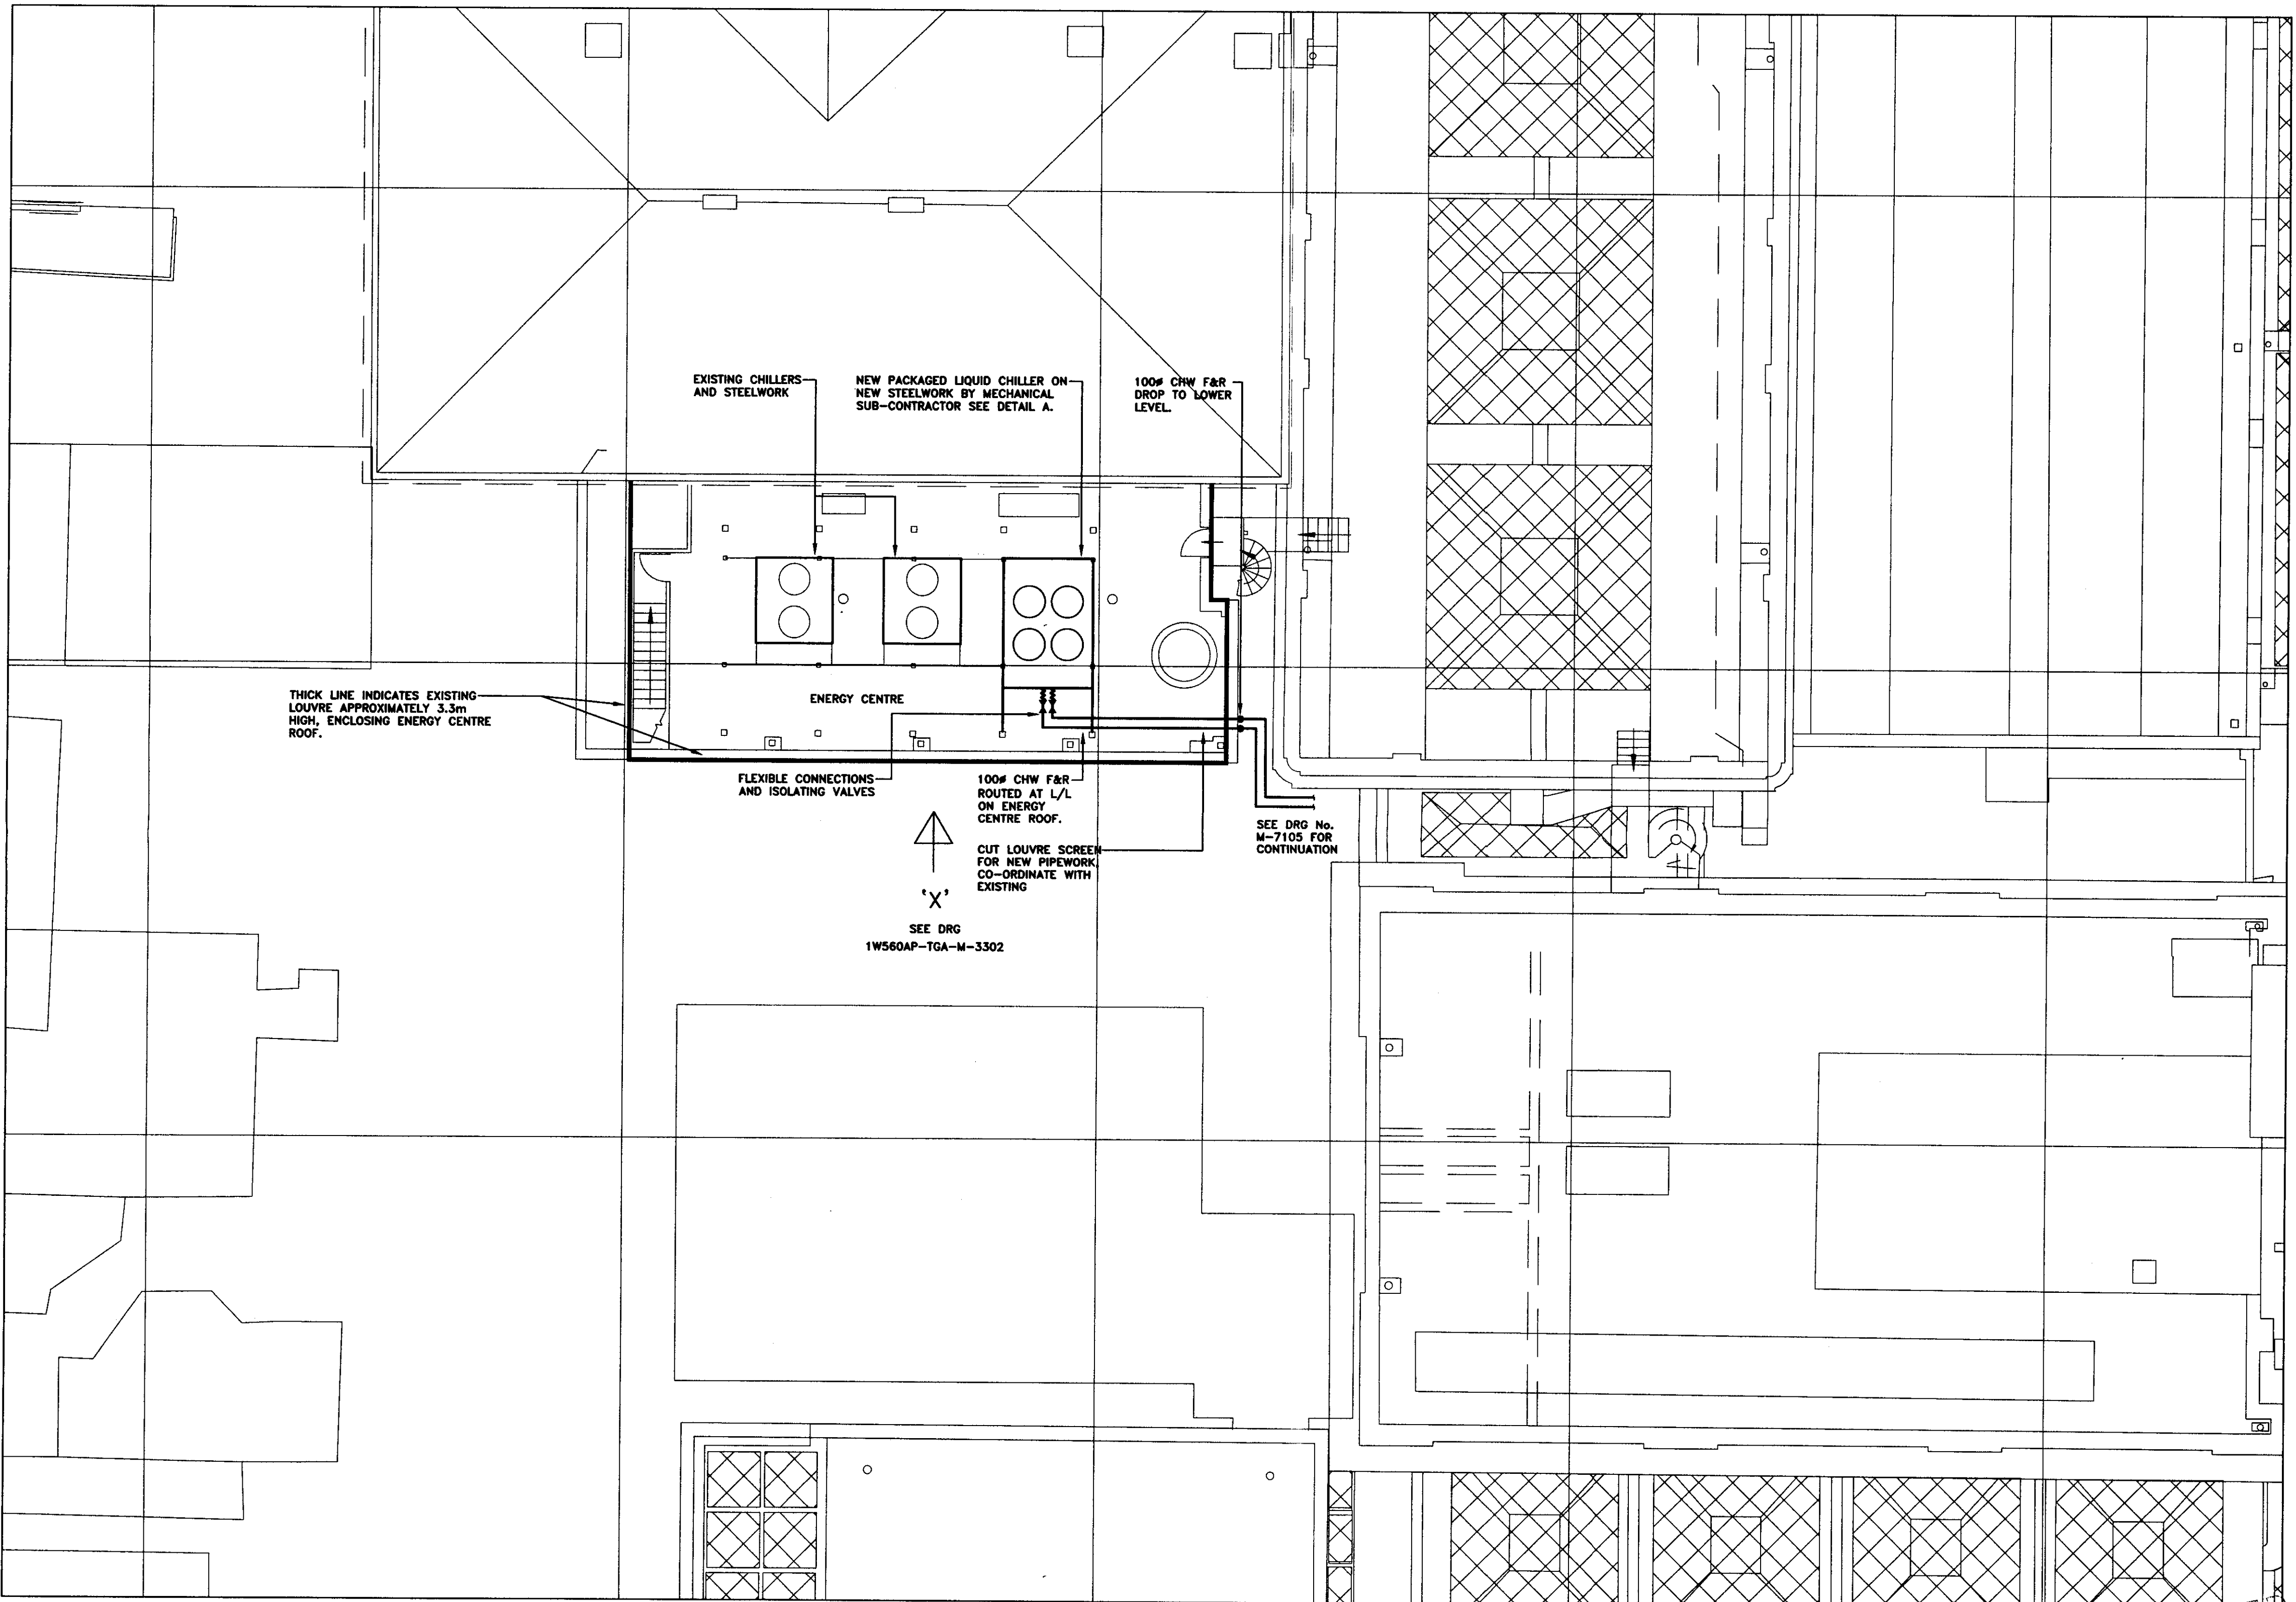 EXISTING CHILLERS
AND STEELWORK
NEW PACKAGED LIQUID CHILLER ON
NEW STEELWORK BY MECHANICAL
SUB-CONTRACTOR SEE DETAIL A.
100ø CHW F&R
DROP TO LOWER
LEVEL.
THICK LINE INDICATES EXISTING
LOUVRE APPROXIMATELY 3.3m
HIGH, ENCLOSING ENERGY CENTRE
ROOF.
ENERGY CENTRE
FLEXIBLE CONNECTIONS
AND ISOLATING VALVES
100ø CHW F&R
ROUTED AT L/L
ON ENERGY
CENTRE ROOF.
CUT LOUVRE SCREEN
FOR NEW PIPEWORK,
CO-ORDINATE WITH
EXISTING
SEE DRG No.
M-7105 FOR
CONTINUATION
'X'
SEE DRG
1W560AP-TGA-M-3302